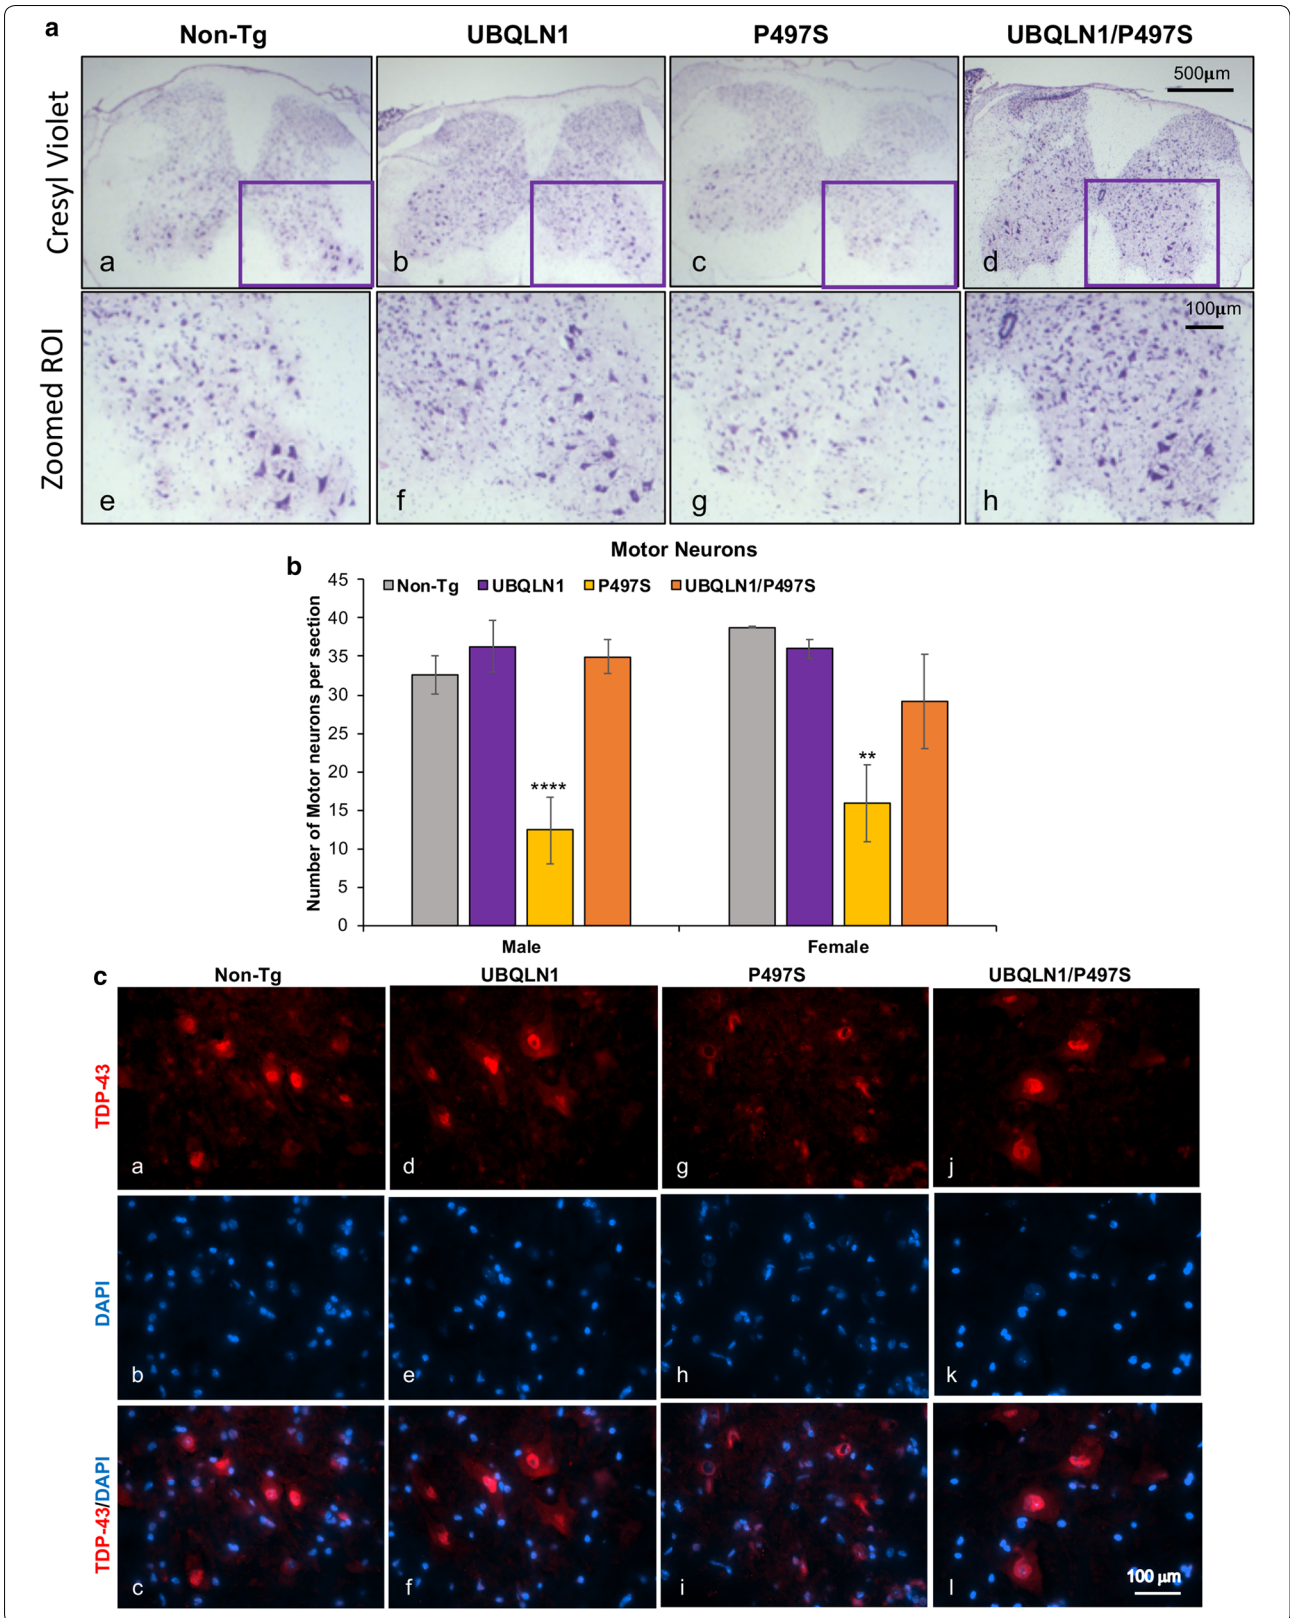 a
Non-Tg UBQLN1 P497S UBQLN1/P497S
Cresyl Violet
500μm
a b c d
Zoomed ROI
100μm
e f g h
b
Motor Neurons
Non-Tg UBQLN1 P497S UBQLN1/P497S
Number of Motor neurons per section
45
40
35
30
25
20
15
10
5
0
****
**
Male Female
c
Non-Tg UBQLN1 P497S UBQLN1/P497S
TDP-43
a d g j
DAPI
b e h k
TDP-43/DAPI
100 μm
c f i l